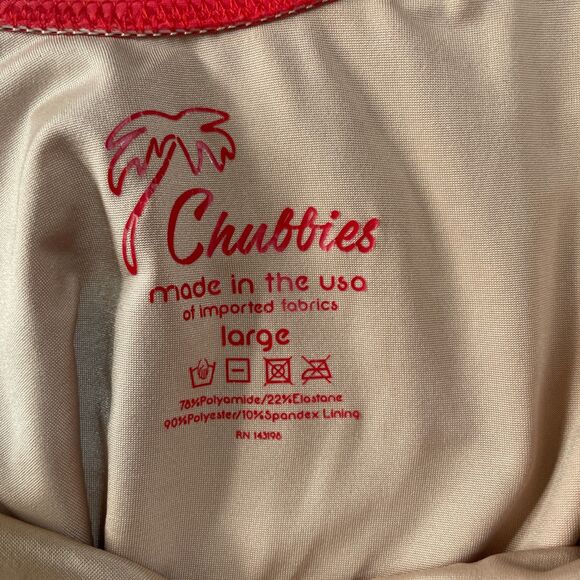 Chubbies
made in the usa
of imported fabrics
large
78%Polyamide/22%Elastane
90%Polyester/10%Spandex Lining
RN 143198